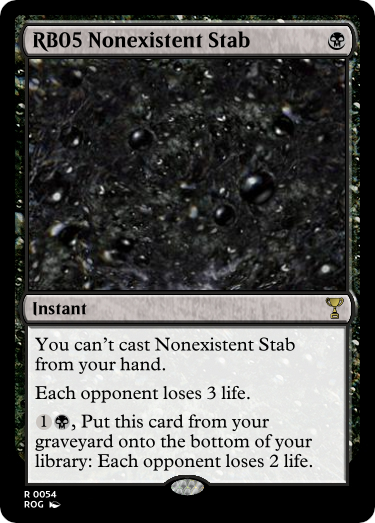 RB05 Nonexistent Stab
Instant
You can't cast Nonexistent Stab
from your hand.
Each opponent loses 3 life.
1 , Put this card from your
graveyard onto the bottom of your
library: Each opponent loses 2 life.
R 0054
ROG